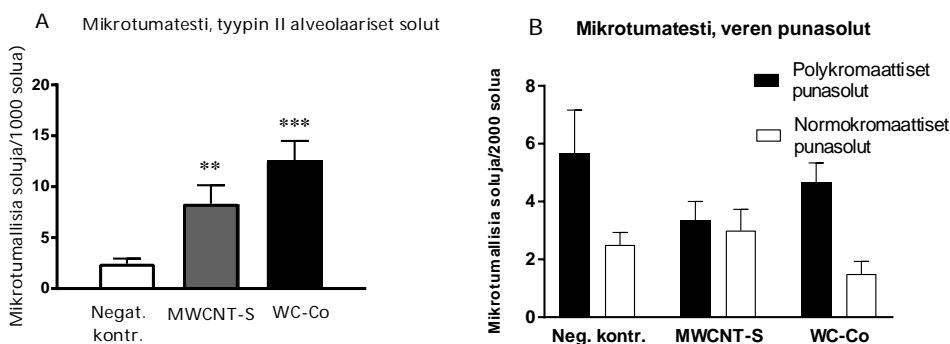 A Mikrotumatesti, tyypin II alveolaariset solut
Mikrotumallisia soluja/1000 solua)
20
15
10
5
0
**
***
Negat.
kontr.
MWCNT-S
WC-Co
B Mikrotumatesti, veren punasolut
Mikrotumallisia soluja/2000 solua
8
6
4
2
0
Polykromaattiset
punasolut
Normokromaattiset
punasolut
Neg. kontr.
MWCNT-S
WC-Co